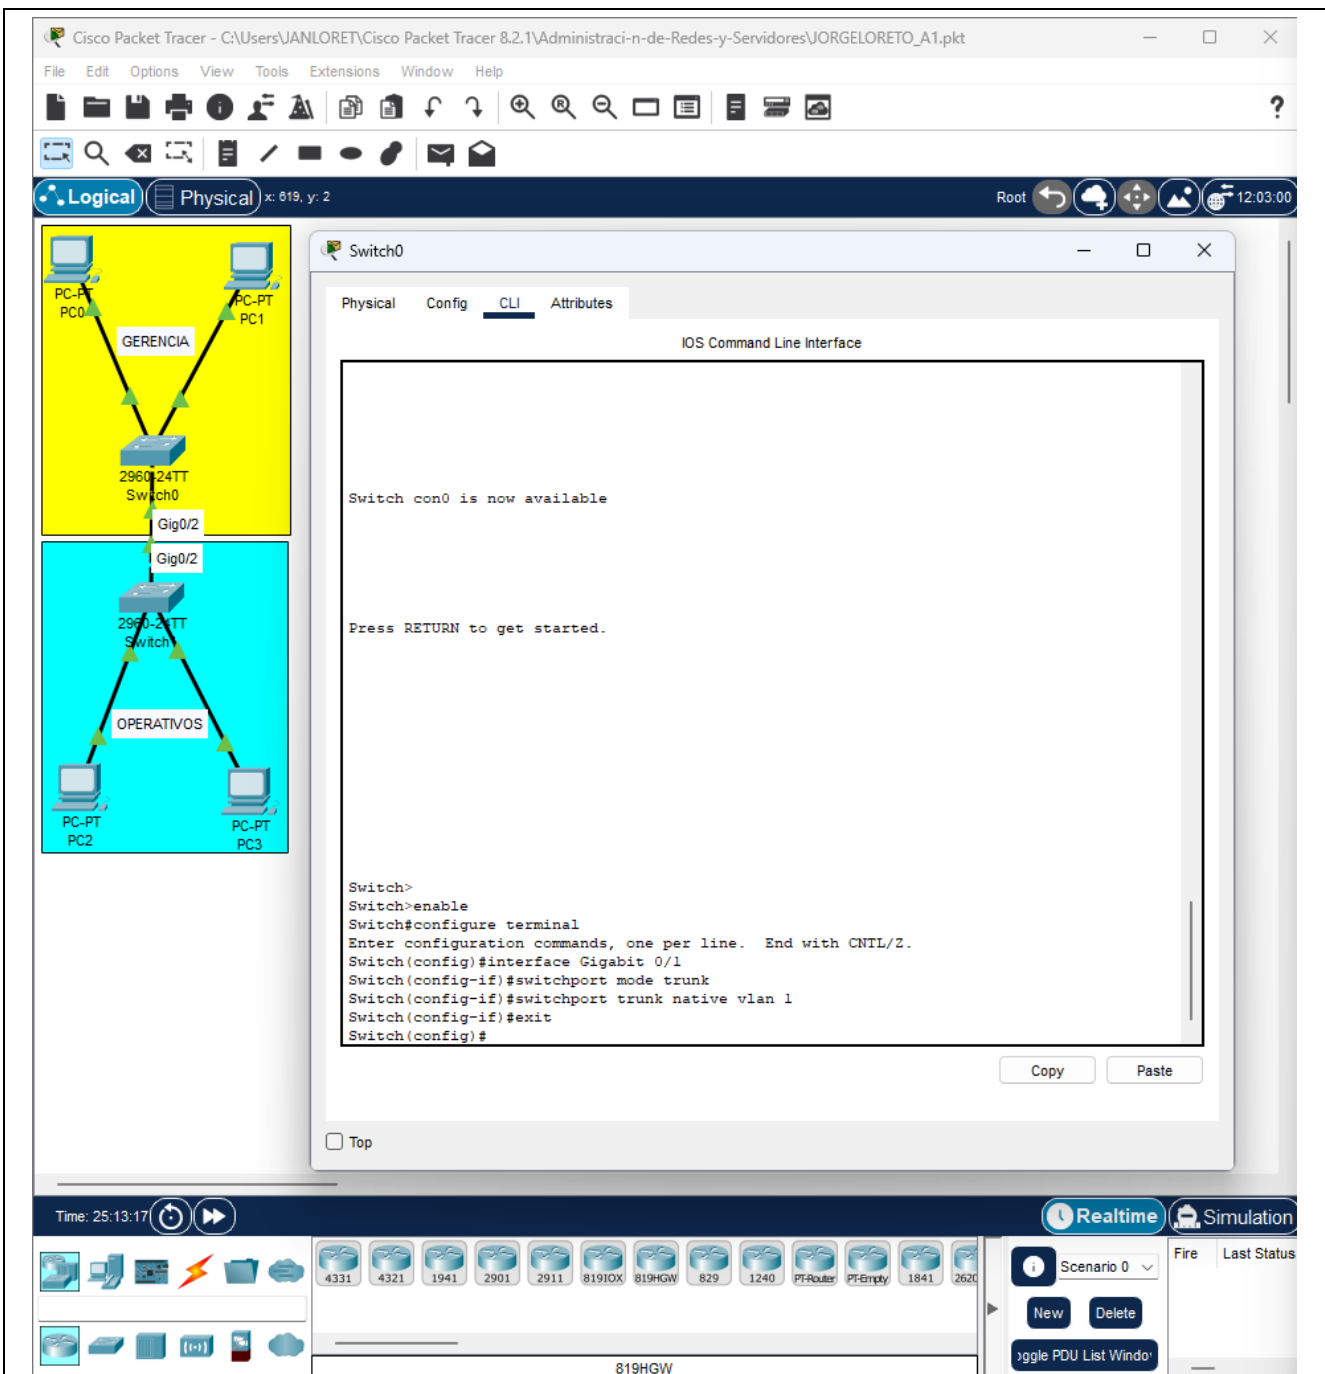 Cisco Packet Tracer - C:\Users\JANLORET\Cisco Packet Tracer 8.2.1\Administraci-n-de-Redes-y-Servidores\JORGELORETO_A1.pkt
File Edit Options View Tools Extensions Window Help
Logical Physical x: 619, y: 2 Root 12:03:00
PC-PT
PC0
PC-PT
PC1
GERENCIA
2960-24TT
Switch0
Gig0/2
Gig0/2
2960-24TT
Switch
OPERATIVOS
PC-PT
PC2
PC-PT
PC3
Switch0
Physical Config CLI Attributes
IOS Command Line Interface
Switch con0 is now available
Press RETURN to get started.
Switch>
Switch>enable
Switch#configure terminal
Enter configuration commands, one per line. End with CNTL/Z.
Switch(config)#interface Gigabit 0/1
Switch(config-if)#switchport mode trunk
Switch(config-if)#switchport trunk native vlan 1
Switch(config-if)#exit
Switch(config)#
Copy Paste
Top
Time: 25:13:17 Realtime Simulation
4331 4321 1941 2901 2911 819IOX 819HGW 829 1240 PT-Router PT-Empty 1841 262
Scenario 0
Fire Last Status
New Delete
oggle PDU List Windo
819HGW